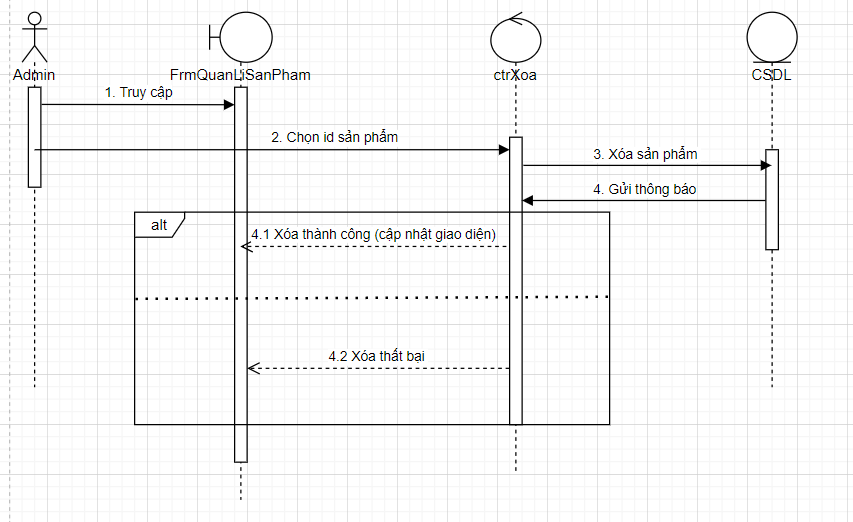 Admin
FrmQuanLiSanPham
ctrXoa
CSDL
1. Truy cập
2. Chọn id sản phẩm
3. Xóa sản phẩm
4. Gửi thông báo
alt
4.1 Xóa thành công (cập nhật giao diện)
4.2 Xóa thất bại